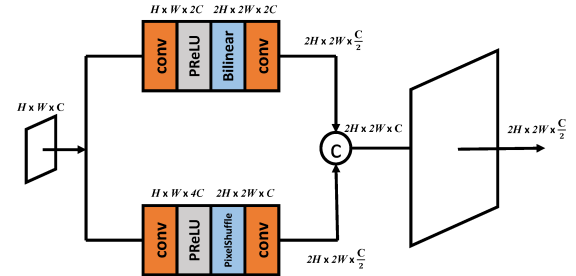 H x W x 2C 2H x 2W x 2C
conv PReLU Bilinear conv
2H x 2W x C/2
H x W x C
2H x 2W x C
C
2H x 2W x C/2
H x W x 4C 2H x 2W x C
conv PReLU PixelShuffle conv
2H x 2W x C/2